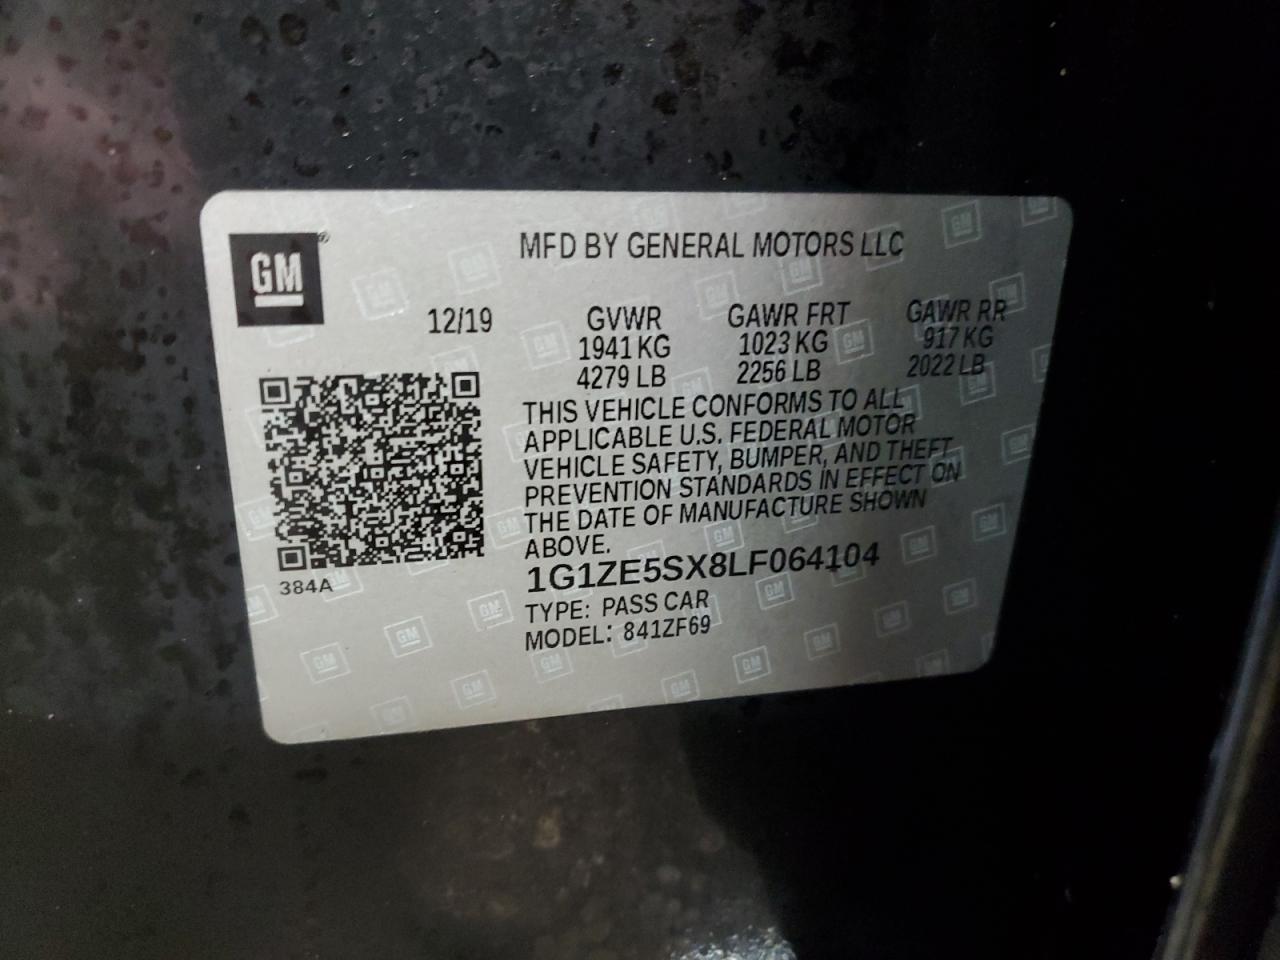 GM
MFD BY GENERAL MOTORS LLC
12/19 GVWR GAWR FRT GAWR RR
1941 KG 1023 KG 917 KG
4279 LB 2256 LB 2022 LB
THIS VEHICLE CONFORMS TO ALL
APPLICABLE U.S. FEDERAL MOTOR
VEHICLE SAFETY, BUMPER, AND THEFT
PREVENTION STANDARDS IN EFFECT ON
THE DATE OF MANUFACTURE SHOWN
ABOVE.
384A
1G1ZE5SX8LF064104
TYPE: PASS CAR
MODEL: 841ZF69